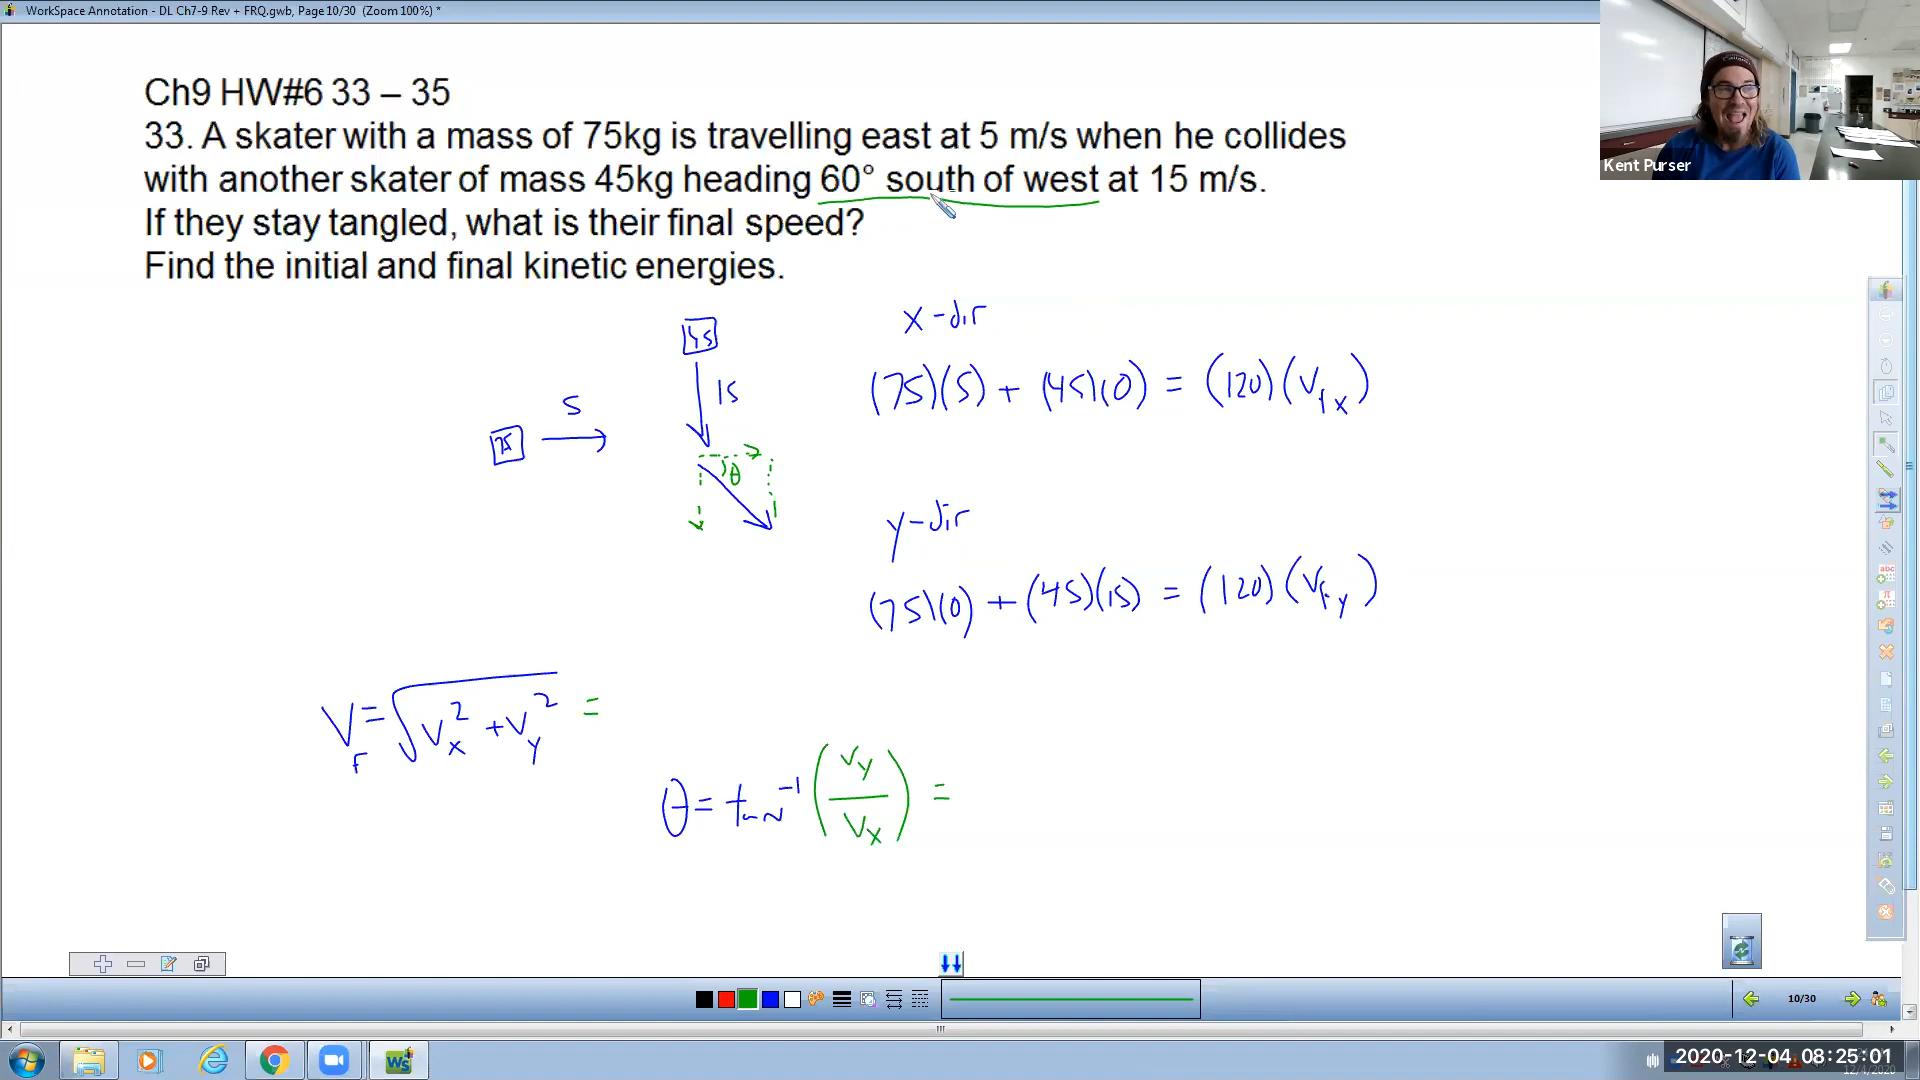 WorkSpace Annotation - DL Ch7-9 Rev + FRQ.gwb, Page 10/30 (Zoom 100%) *
Kent Purser
Ch9 HW#6 33 – 35
33. A skater with a mass of 75kg is travelling east at 5 m/s when he collides
with another skater of mass 45kg heading 60° south of west at 15 m/s.
If they stay tangled, what is their final speed?
Find the initial and final kinetic energies.
x-dir
45
15
(75)(5) + (45)(0) = (120)(Vfx)
5
75
θ
y-dir
(75)(0) + (45)(15) = (120)(Vfy)
VF = √Vx² + Vy² =
θ = tan⁻¹ (Vy/Vx) =
abc
π
10/30
Ws
2020-12-04 08:25:01
12/4/2020